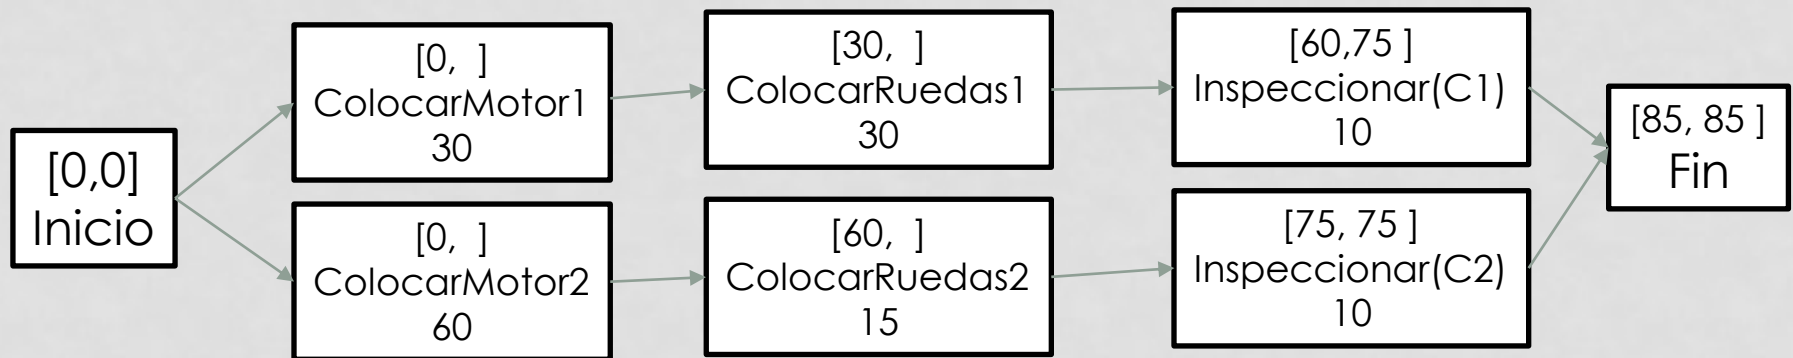 [0,0]
Inicio
[0,  ]
ColocarMotor1
30
[30,  ]
ColocarRuedas1
30
[60,75 ]
Inspeccionar(C1)
10
[0,  ]
ColocarMotor2
60
[60,  ]
ColocarRuedas2
15
[75, 75 ]
Inspeccionar(C2)
10
[85, 85 ]
Fin